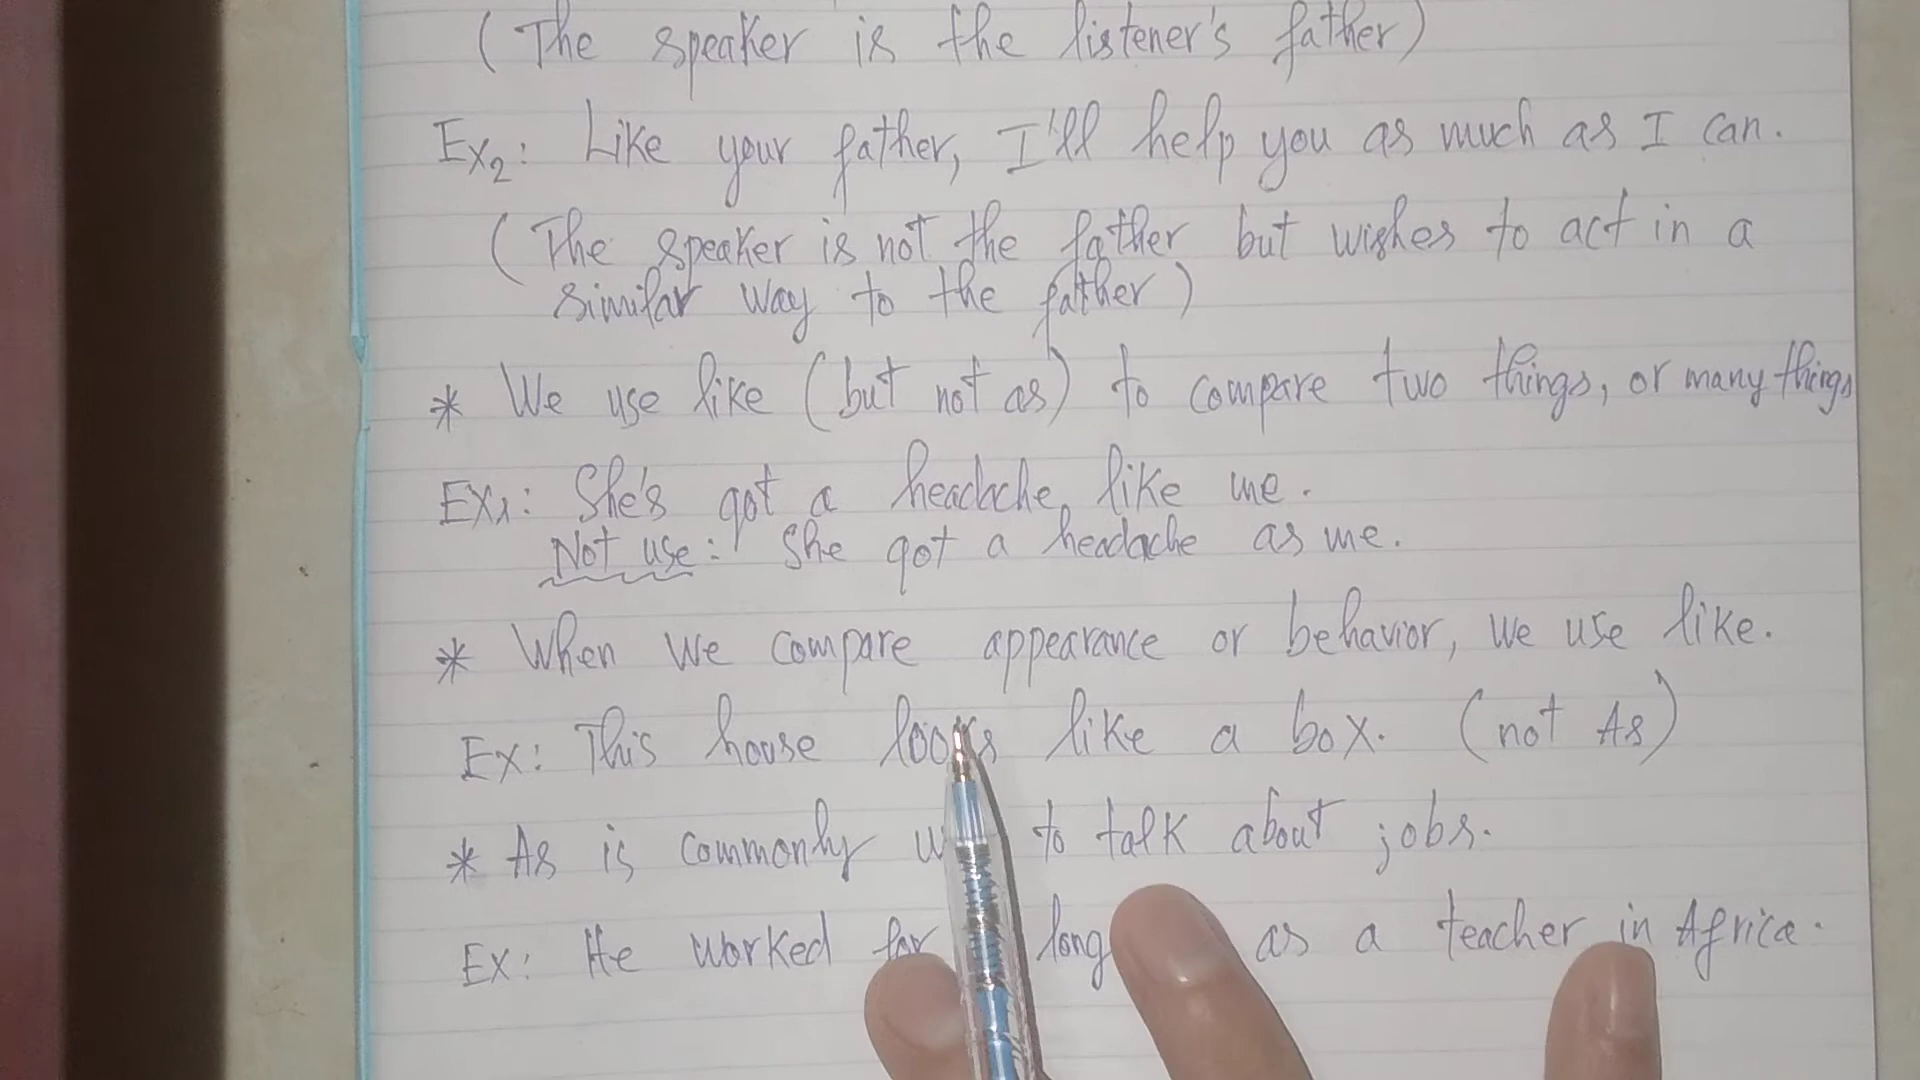 (The speaker is the listener's father)
Ex2: Like your father, I'll help you as much as I can.
(The speaker is not the father but wishes to act in a
similar way to the father)
* We use like (but not as) to compare two things, or many things
Ex1: She's got a headache, like me.
Not use: She got a headache as me.
* When we compare appearance or behavior, we use like.
Ex: This house looks like a box. (not As)
* As is commonly to talk about jobs.
Ex: He worked for long as a teacher in Africa.